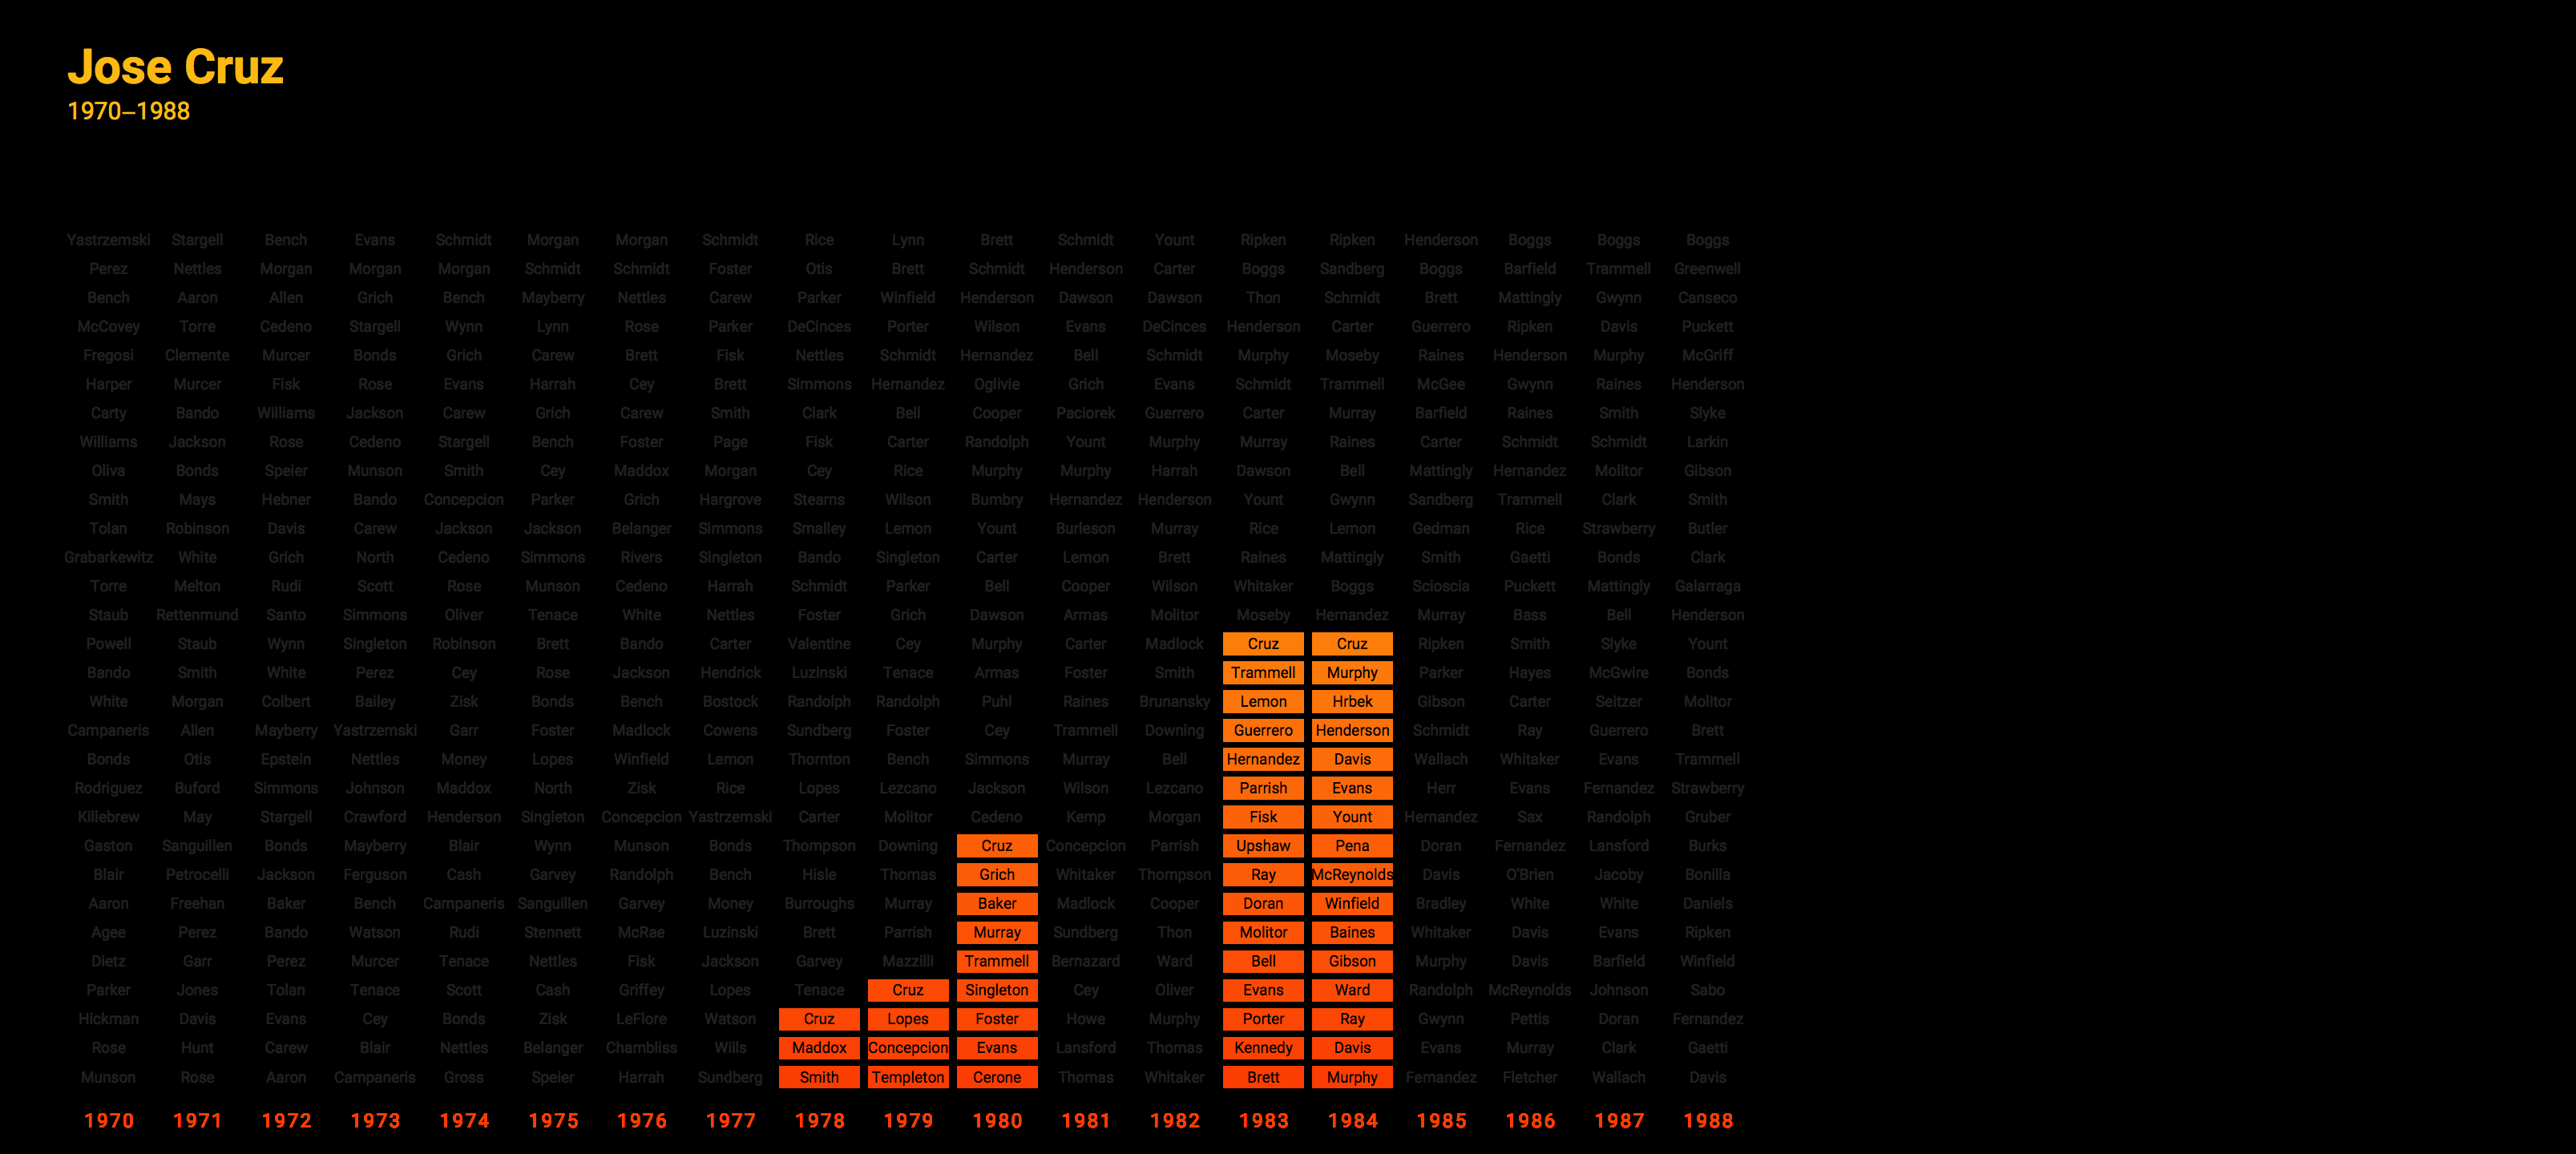 Jose Cruz
1970–1988
Yastrzemski Stargell Bench Evans Schmidt Morgan Morgan Schmidt Rice Lynn Brett Schmidt Yount Ripken Ripken Henderson Boggs Boggs Boggs
Perez Nettles Morgan Morgan Morgan Schmidt Schmidt Foster Otis Brett Schmidt Henderson Carter Boggs Sandberg Boggs Barfield Trammell Greenwell
Bench Aaron Allen Grich Bench Mayberry Nettles Carew Parker Winfield Henderson Dawson Dawson Thon Schmidt Brett Mattingly Gwynn Canseco
McCovey Torre Cedeno Stargell Wynn Lynn Rose Parker DeCinces Porter Wilson Evans DeCinces Henderson Carter Guerrero Ripken Davis Puckett
Fregosi Clemente Murcer Bonds Grich Carew Brett Fisk Nettles Schmidt Hernandez Bell Schmidt Murphy Moseby Raines Henderson Murphy McGriff
Harper Murcer Fisk Rose Evans Harrah Cey Brett Simmons Hernandez Oglivie Grich Evans Schmidt Trammell McGee Gwynn Raines Henderson
Carty Bando Williams Jackson Carew Grich Carew Smith Clark Bell Cooper Paciorek Guerrero Carter Murray Barfield Raines Smith Slyke
Williams Jackson Rose Cedeno Stargell Bench Foster Page Fisk Carter Randolph Yount Murphy Murray Raines Carter Schmidt Schmidt Larkin
Oliva Bonds Speier Munson Smith Cey Maddox Morgan Cey Rice Murphy Murphy Harrah Dawson Bell Mattingly Hernandez Molitor Gibson
Smith Mays Hebner Bando Concepcion Parker Grich Hargrove Stearns Wilson Bumbry Hernandez Henderson Yount Gwynn Sandberg Trammell Clark Smith
Tolan Robinson Davis Carew Jackson Jackson Belanger Simmons Smalley Lemon Yount Burleson Murray Rice Lemon Gedman Rice Strawberry Butler
Grabarkewitz White Grich North Cedeno Simmons Rivers Singleton Bando Singleton Carter Lemon Brett Raines Mattingly Smith Gaetti Bonds Clark
Torre Melton Rudi Scott Rose Munson Cedeno Harrah Schmidt Parker Bell Cooper Wilson Whitaker Boggs Scioscia Puckett Mattingly Galarraga
Staub Rettenmund Santo Simmons Oliver Tenace White Nettles Foster Grich Dawson Armas Molitor Moseby Hernandez Murray Bass Bell Henderson
Powell Staub Wynn Singleton Robinson Brett Bando Carter Valentine Cey Murphy Carter Madlock Cruz Cruz Ripken Smith Slyke Yount
Bando Smith White Perez Cey Rose Jackson Hendrick Luzinski Tenace Armas Foster Smith Trammell Murphy Parker Hayes McGwire Bonds
White Morgan Colbert Bailey Zisk Bonds Bench Bostock Randolph Randolph Puhl Raines Brunansky Lemon Hrbek Gibson Carter Seitzer Molitor
Campaneris Allen Mayberry Yastrzemski Garr Foster Madlock Cowens Sundberg Foster Cey Trammell Downing Guerrero Henderson Schmidt Ray Guerrero Brett
Bonds Otis Epstein Nettles Money Lopes Winfield Lemon Thornton Bench Simmons Murray Bell Hernandez Davis Wallach Whitaker Evans Trammell
Rodriguez Buford Simmons Johnson Maddox North Zisk Rice Lopes Lezcano Jackson Wilson Lezcano Parrish Evans Herr Evans Fernandez Strawberry
Killebrew May Stargell Crawford Henderson Singleton Concepcion Yastrzemski Carter Molitor Cedeno Kemp Morgan Fisk Yount Hernandez Sax Randolph Gruber
Gaston Sanguillen Bonds Mayberry Blair Wynn Munson Bonds Thompson Downing Cruz Concepcion Parrish Upshaw Pena Doran Fernandez Lansford Burks
Blair Petrocelli Jackson Ferguson Cash Garvey Randolph Bench Hisle Thomas Grich Whitaker Thompson Ray McReynolds Davis O'Brien Jacoby Bonilla
Aaron Freehan Baker Bench Campaneris Sanguillen Garvey Money Burroughs Murray Baker Madlock Cooper Doran Winfield Bradley White White Daniels
Agee Perez Bando Watson Rudi Stennett McRae Luzinski Brett Parrish Murray Sundberg Thon Molitor Baines Whitaker Davis Evans Ripken
Dietz Garr Perez Murcer Tenace Nettles Fisk Jackson Garvey Mazzilli Trammell Bernazard Ward Bell Gibson Murphy Davis Barfield Winfield
Parker Jones Tolan Tenace Scott Cash Griffey Lopes Tenace Cruz Singleton Cey Oliver Evans Ward Randolph McReynolds Johnson Sabo
Hickman Davis Evans Cey Bonds Zisk LeFlore Watson Cruz Lopes Foster Howe Murphy Porter Ray Gwynn Pettis Doran Fernandez
Rose Hunt Carew Blair Nettles Belanger Chambliss Wills Maddox Concepcion Evans Lansford Thomas Kennedy Davis Evans Murray Clark Gaetti
Munson Rose Aaron Campaneris Gross Speier Harrah Sundberg Smith Templeton Cerone Thomas Whitaker Brett Murphy Fernandez Fletcher Wallach Davis
1970 1971 1972 1973 1974 1975 1976 1977 1978 1979 1980 1981 1982 1983 1984 1985 1986 1987 1988